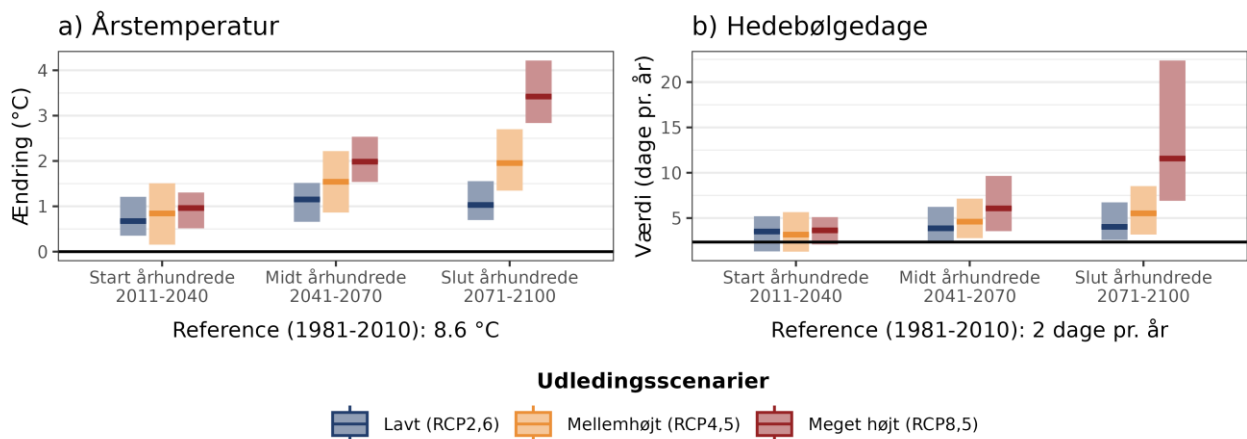 a) Årstemperatur
Ændring (°C)
4
3
2
1
0
Start århundrede
2011-2040
Midt århundrede
2041-2070
Slut århundrede
2071-2100
Reference (1981-2010): 8.6 °C
b) Hedebølgedage
Værdi (dage pr. år)
20
15
10
5
Start århundrede
2011-2040
Midt århundrede
2041-2070
Slut århundrede
2071-2100
Reference (1981-2010): 2 dage pr. år
Udledingsscenarier
Lavt (RCP2,6)
Mellemhøjt (RCP4,5)
Meget højt (RCP8,5)